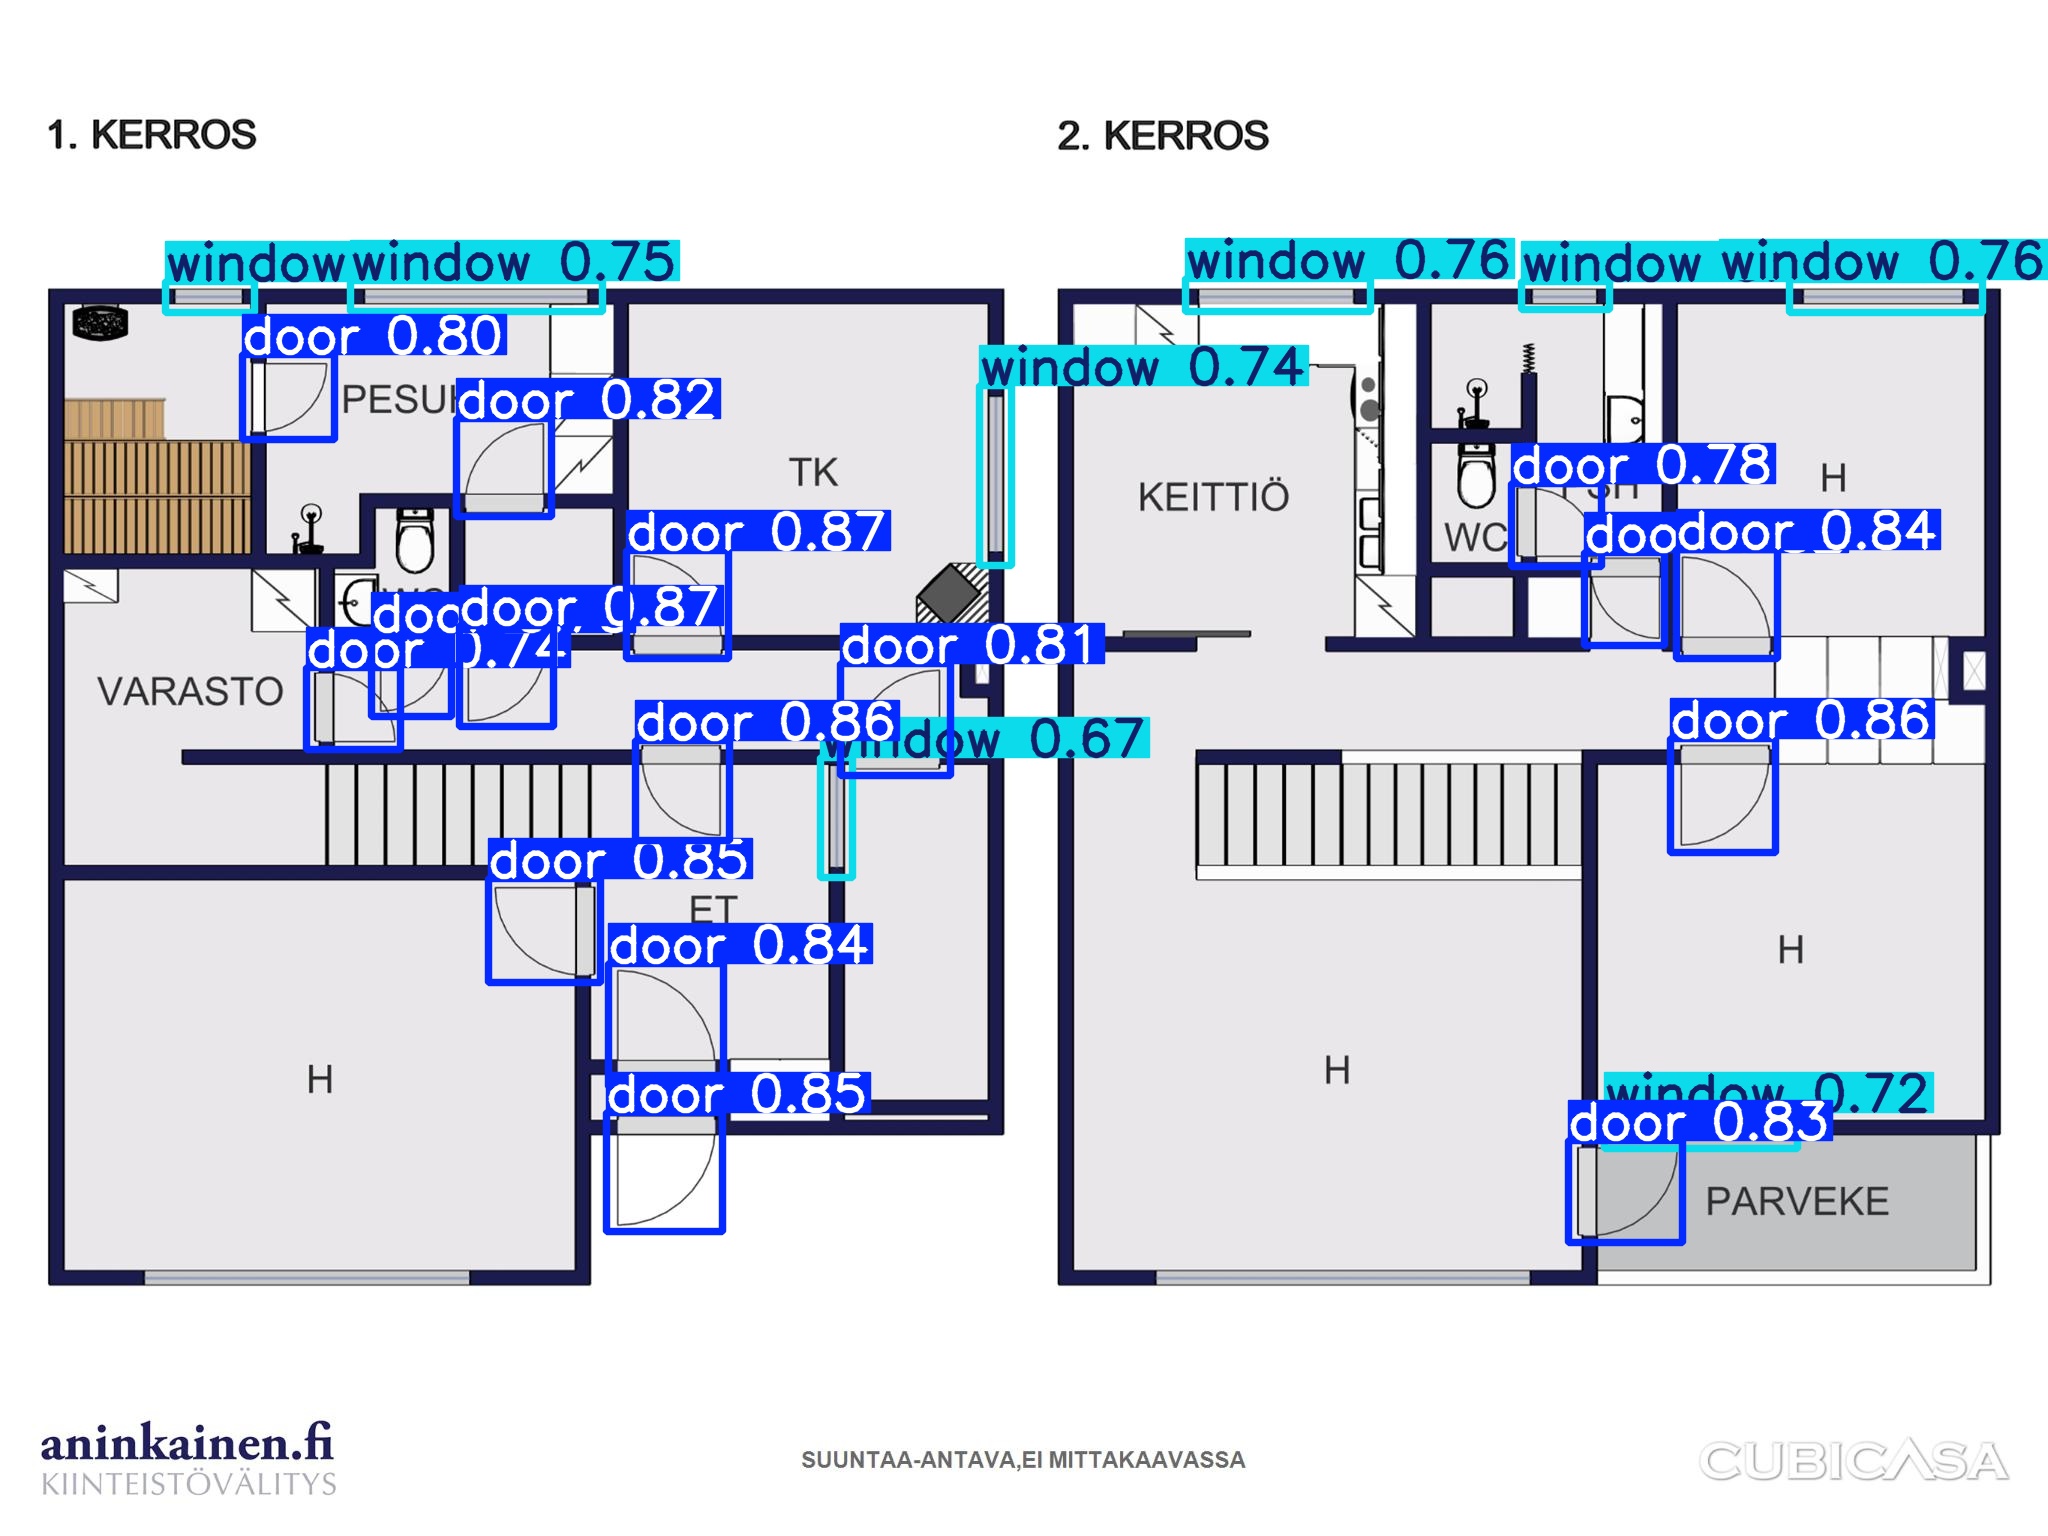 1. KERROS
2. KERROS
window
window 0.75
window 0.76
window
window 0.76
door 0.80
window 0.74
door 0.82
TK
door 0.78
H
KEITTIÖ
door 0.87
door 0.84
door 0.87
door 0.81
door
0.74
VARASTO
door 0.86
window 0.67
door 0.86
door 0.85
ET
door 0.84
H
door 0.85
window 0.72
door 0.83
H
H
PARVEKE
aninkainen.fi
KIINTEISTÖVÄLITYS
SUUNTAA-ANTAVA,EI MITTAKAAVASSA
CUBICASA